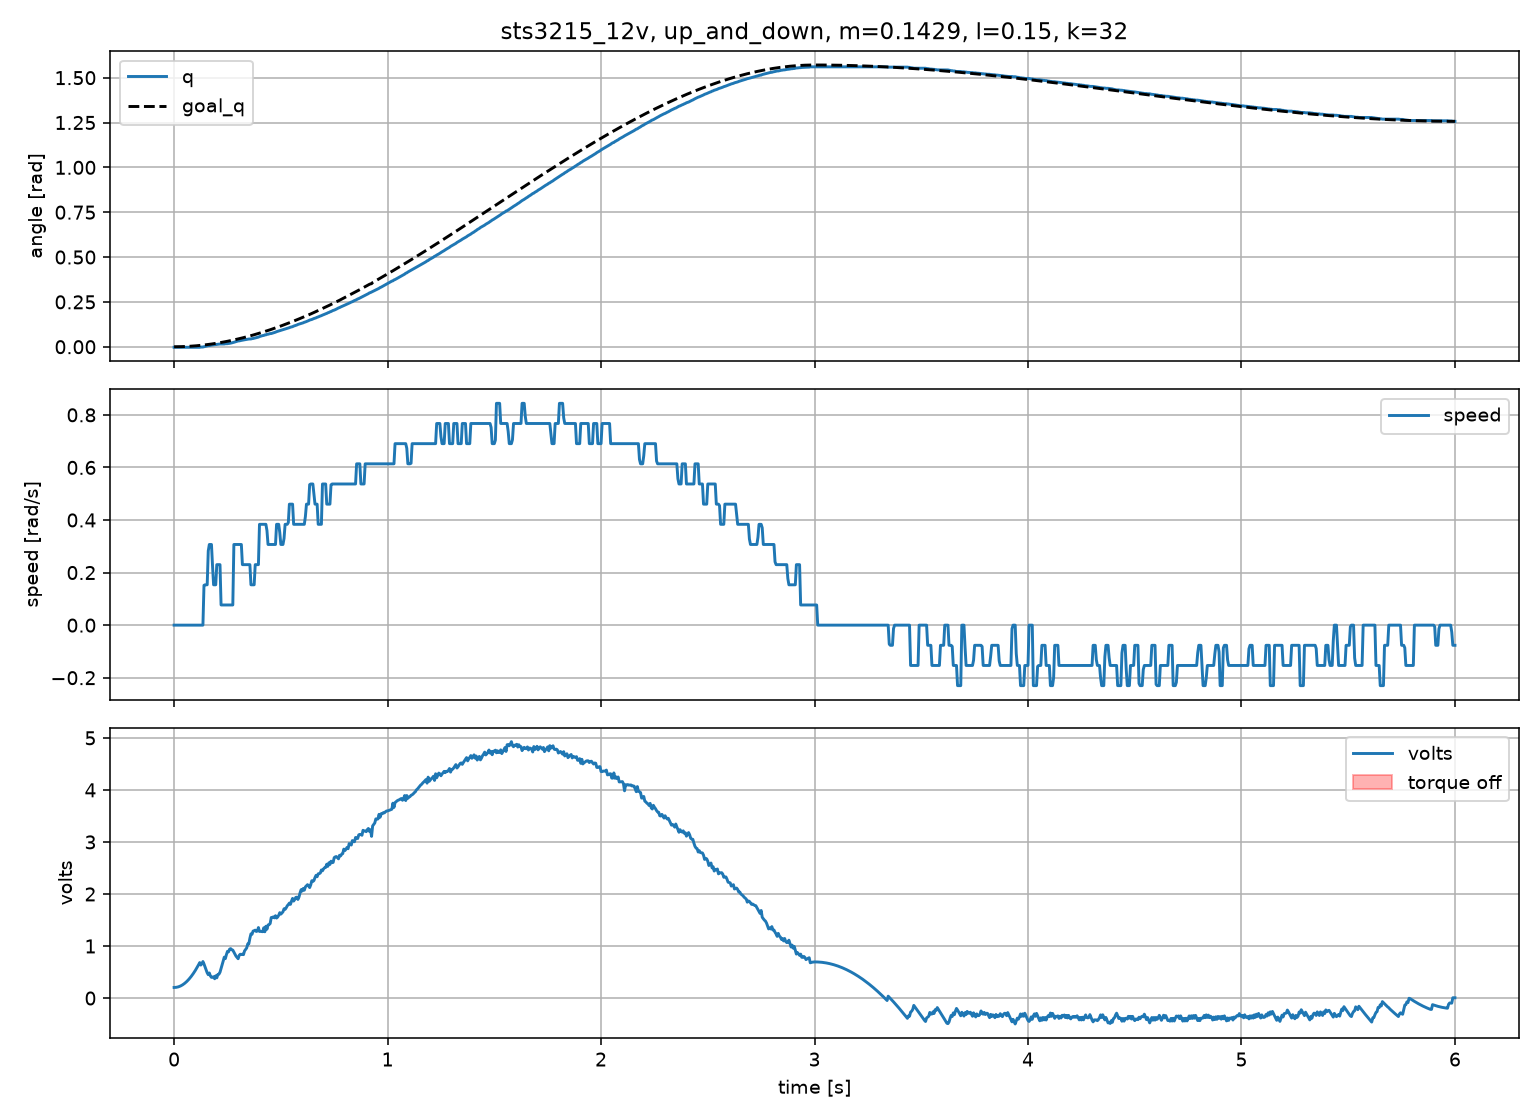 sts3215_12v, up_and_down, m=0.1429, l=0.15, k=32
q
goal_q
angle [rad]
1.50
1.25
1.00
0.75
0.50
0.25
0.00
speed
speed [rad/s]
0.8
0.6
0.4
0.2
0.0
−0.2
volts
torque off
volts
5
4
3
2
1
0
0 1 2 3 4 5 6
time [s]